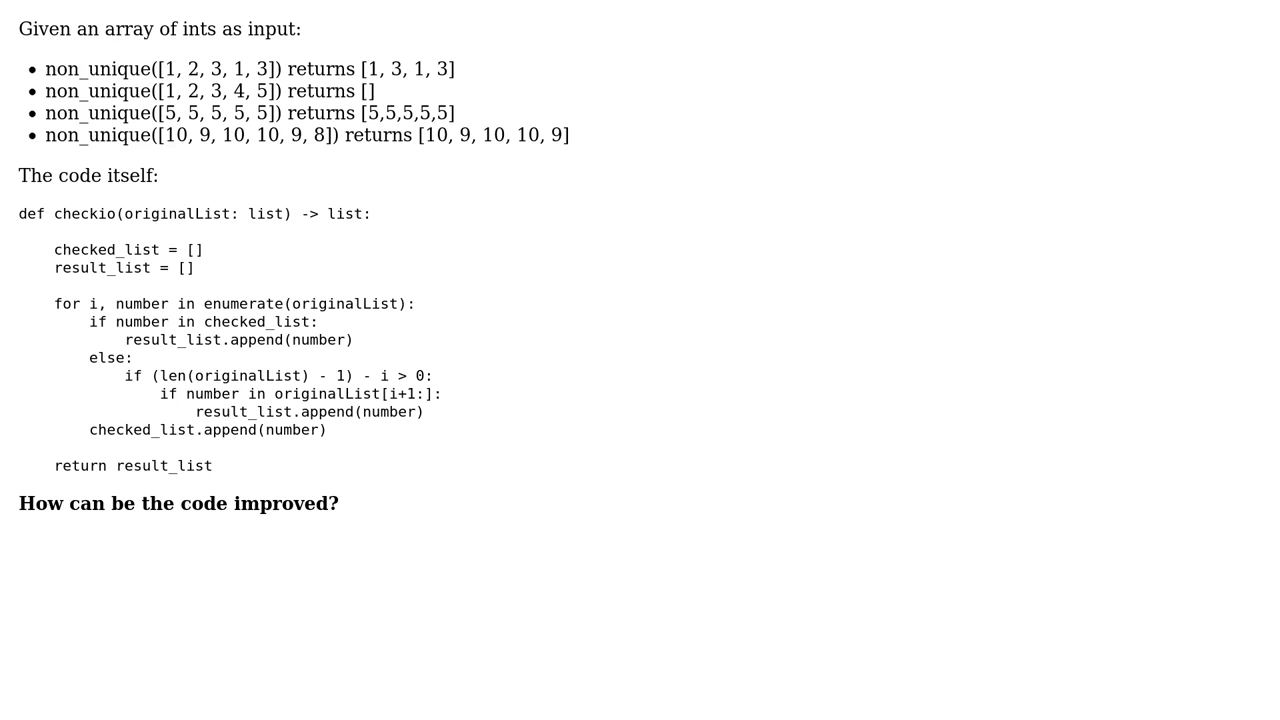 Given an array of ints as input:
• non_unique([1, 2, 3, 1, 3]) returns [1, 3, 1, 3]
• non_unique([1, 2, 3, 4, 5]) returns []
• non_unique([5, 5, 5, 5, 5]) returns [5,5,5,5,5]
• non_unique([10, 9, 10, 10, 9, 8]) returns [10, 9, 10, 10, 9]
The code itself:
def checkio(originalList: list) -> list:
    checked_list = []
    result_list = []
    for i, number in enumerate(originalList):
        if number in checked_list:
            result_list.append(number)
        else:
            if (len(originalList) - 1) - i > 0:
                if number in originalList[i+1:]:
                    result_list.append(number)
        checked_list.append(number)
    return result_list
How can be the code improved?